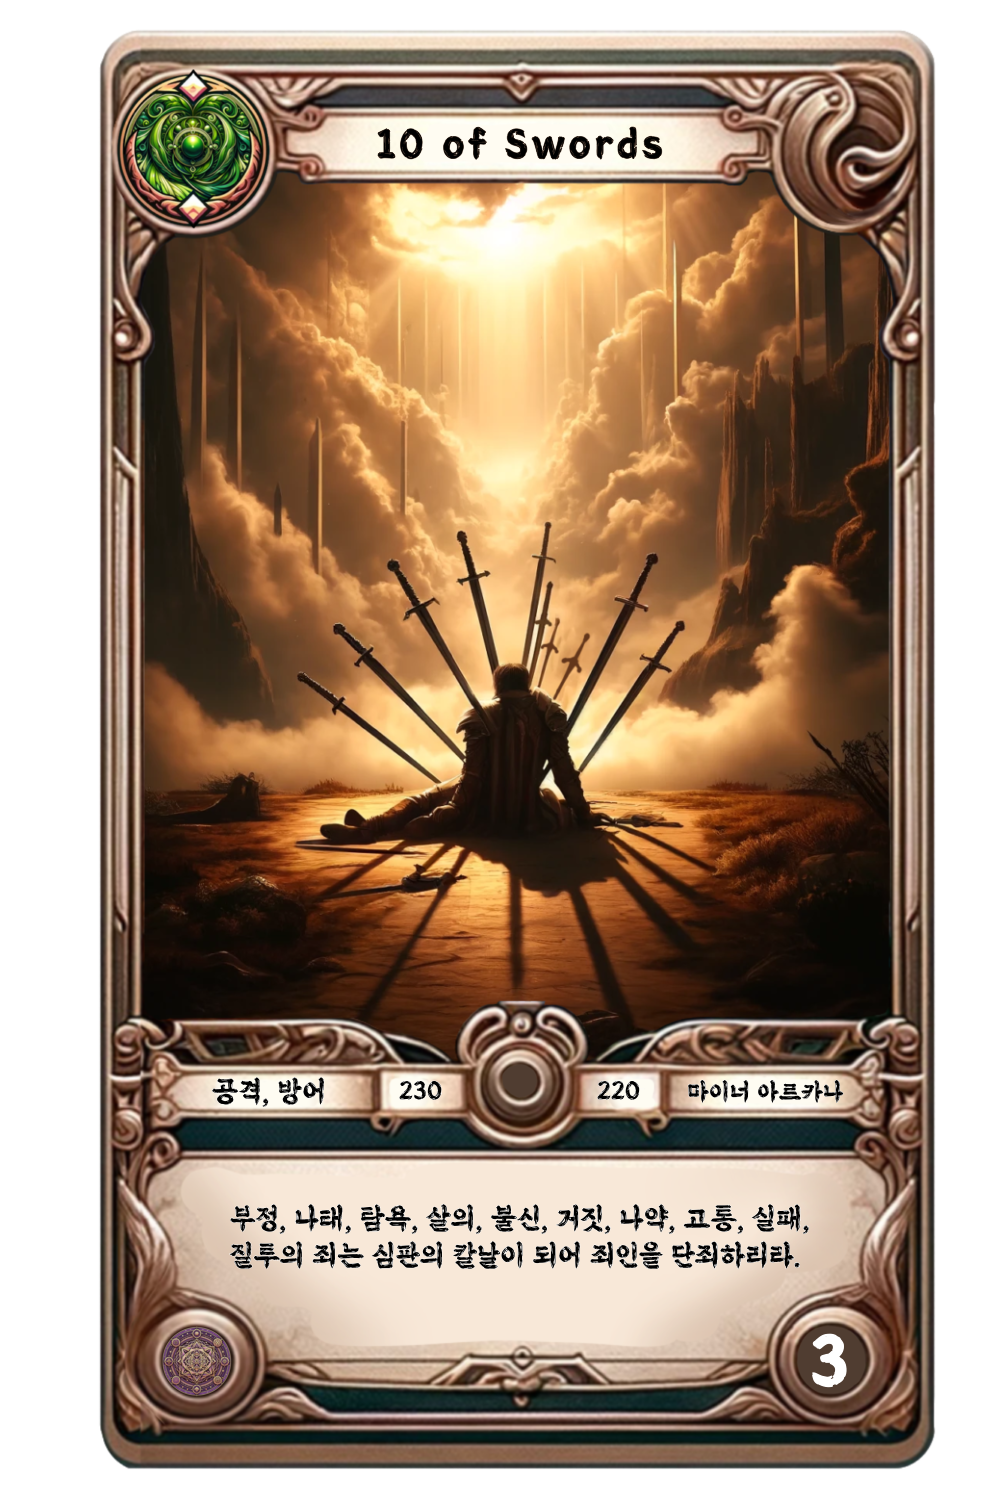 10 of Swords
공격, 방어 230 220 마이너 아르카나
부정, 나태, 탐욕, 살의, 불신, 거짓, 나약, 고통, 실패,
질투의 죄는 심판의 칼날이 되어 죄인을 단죄하리라.
3